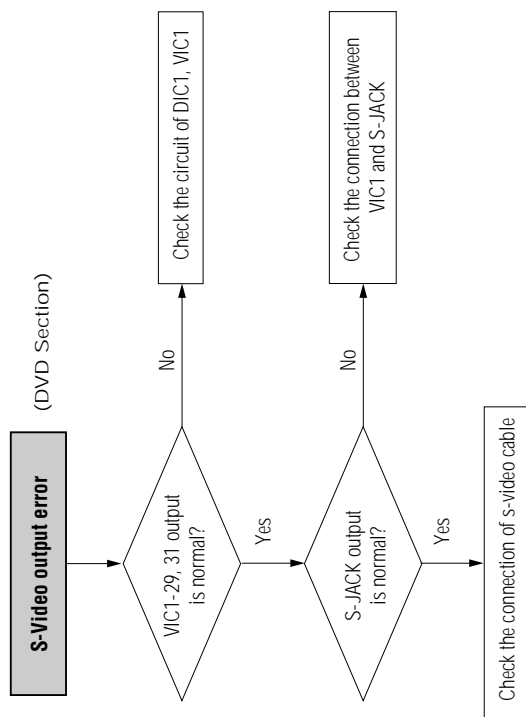 S-Video output error
(DVD Section)
VIC1-29, 31 output
is normal?
No
Check the circuit of DIC1, VIC1
Yes
S-JACK output
is normal?
No
Check the connection between
VIC1 and S-JACK
Yes
Check the connection of s-video cable